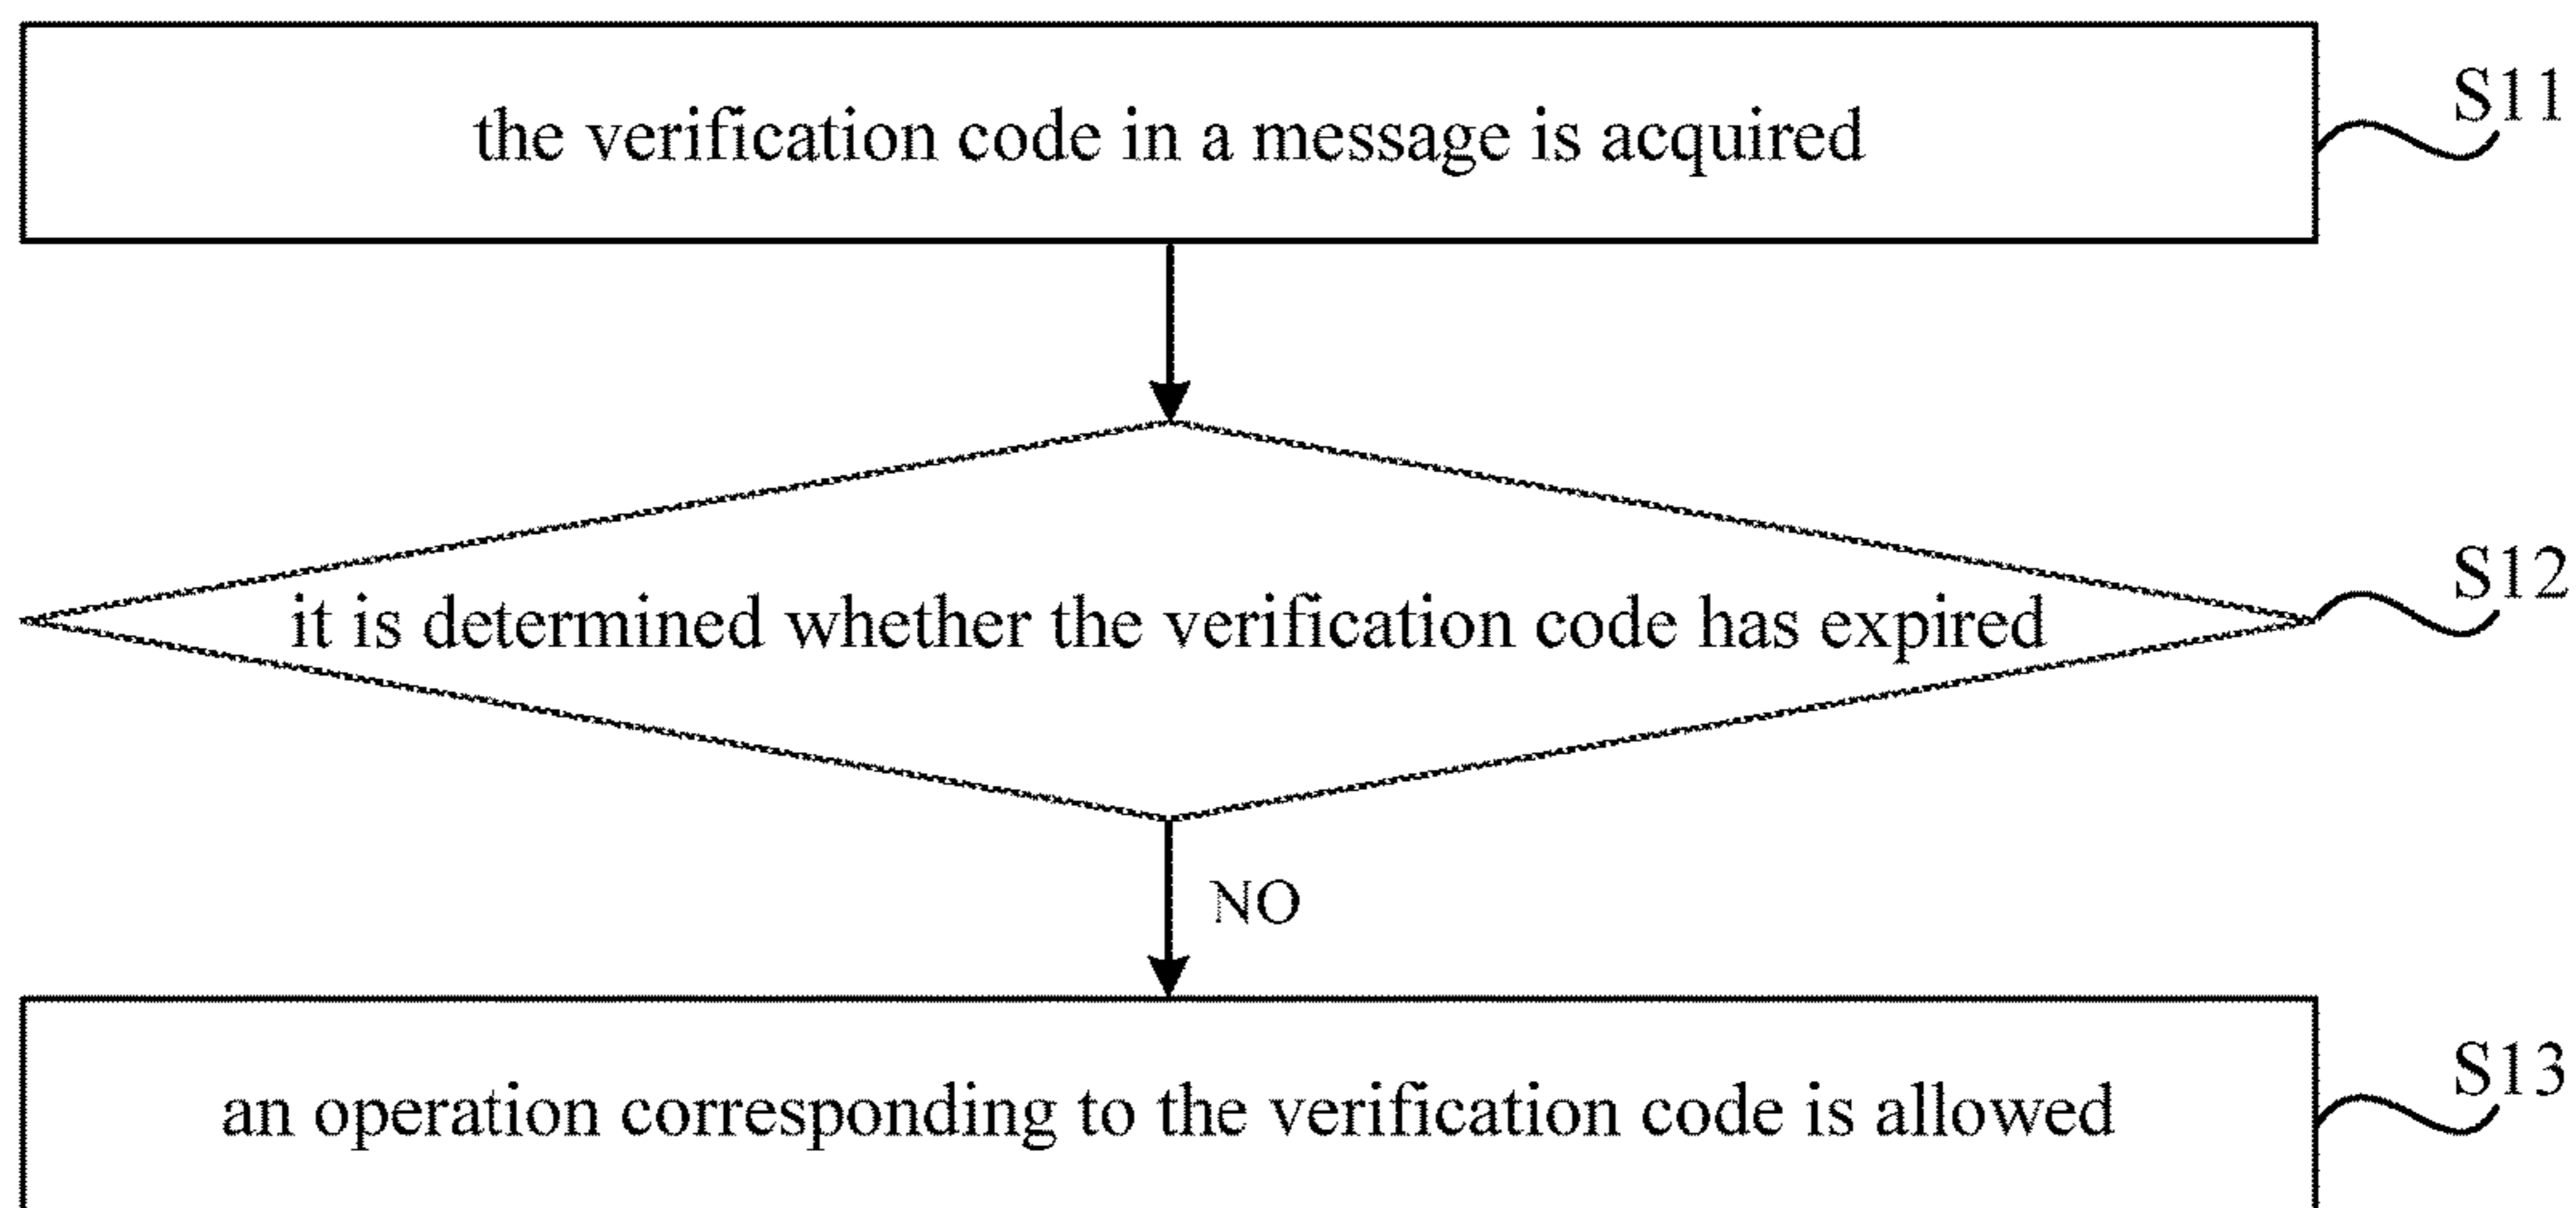 the verification code in a message is acquired
S11
it is determined whether the verification code has expired
S12
NO
an operation corresponding to the verification code is allowed
S13